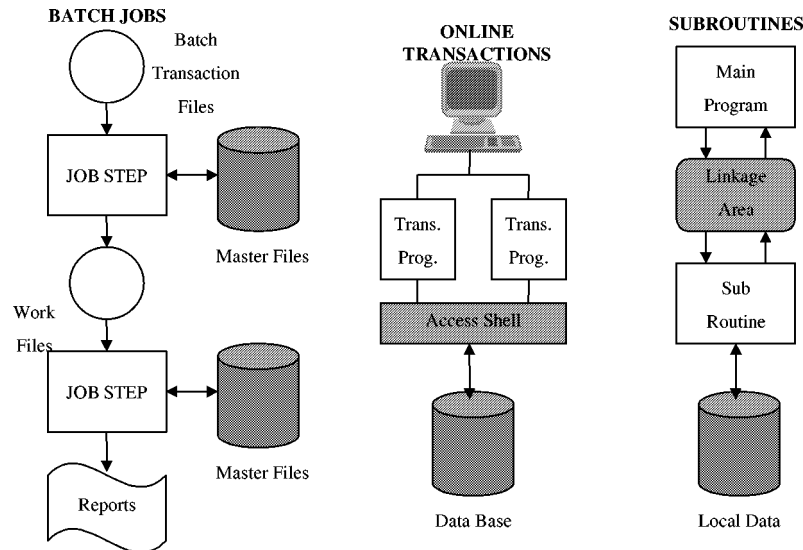 BATCH JOBS
Batch
Transaction
Files
JOB STEP
Master Files
Work
Files
JOB STEP
Master Files
Reports
ONLINE
TRANSACTIONS
Trans.
Prog.
Trans.
Prog.
Access Shell
Data Base
SUBROUTINES
Main
Program
Linkage
Area
Sub
Routine
Local Data